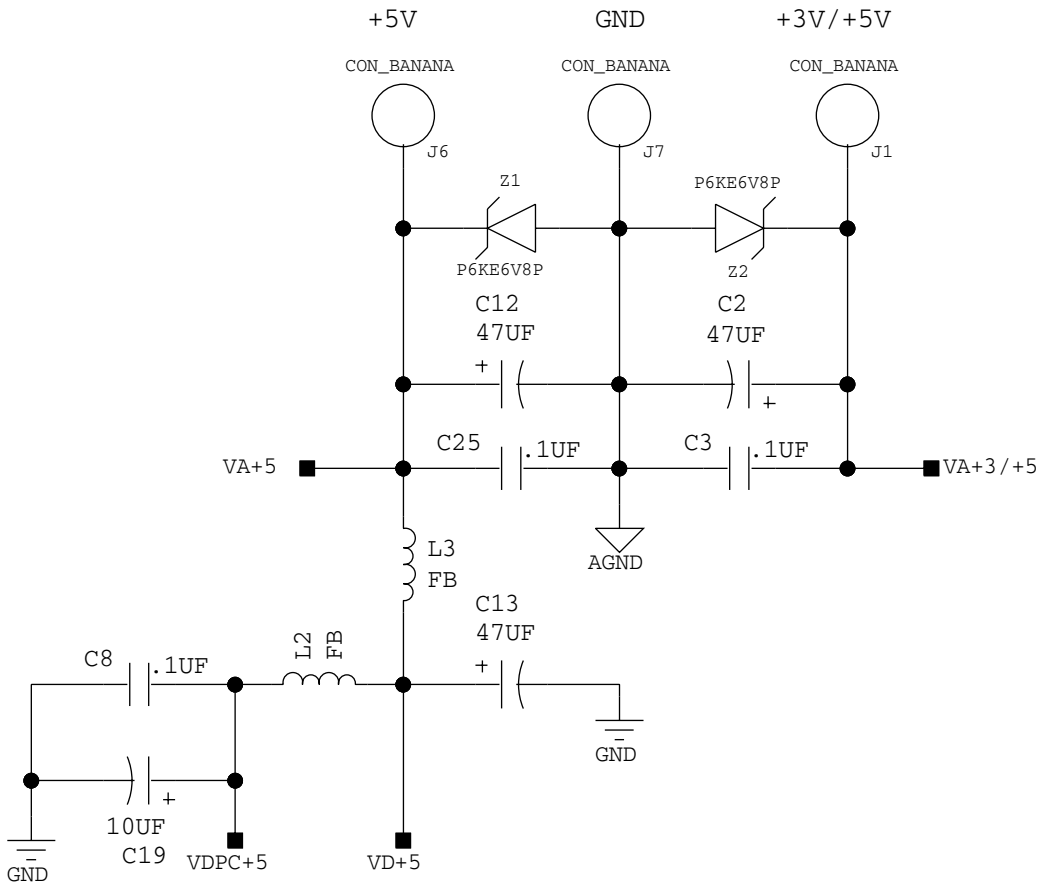 +5V
GND
+3V/+5V
CON_BANANA
CON_BANANA
CON_BANANA
J6
J7
J1
Z1
P6KE6V8P
P6KE6V8P
Z2
C12
47UF
+
C2
47UF
+
C25
.1UF
C3
.1UF
VA+5
VA+3/+5
AGND
L3
FB
C13
47UF
+
L2
FB
C8
.1UF
GND
+
10UF
C19
VDPC+5
VD+5
GND